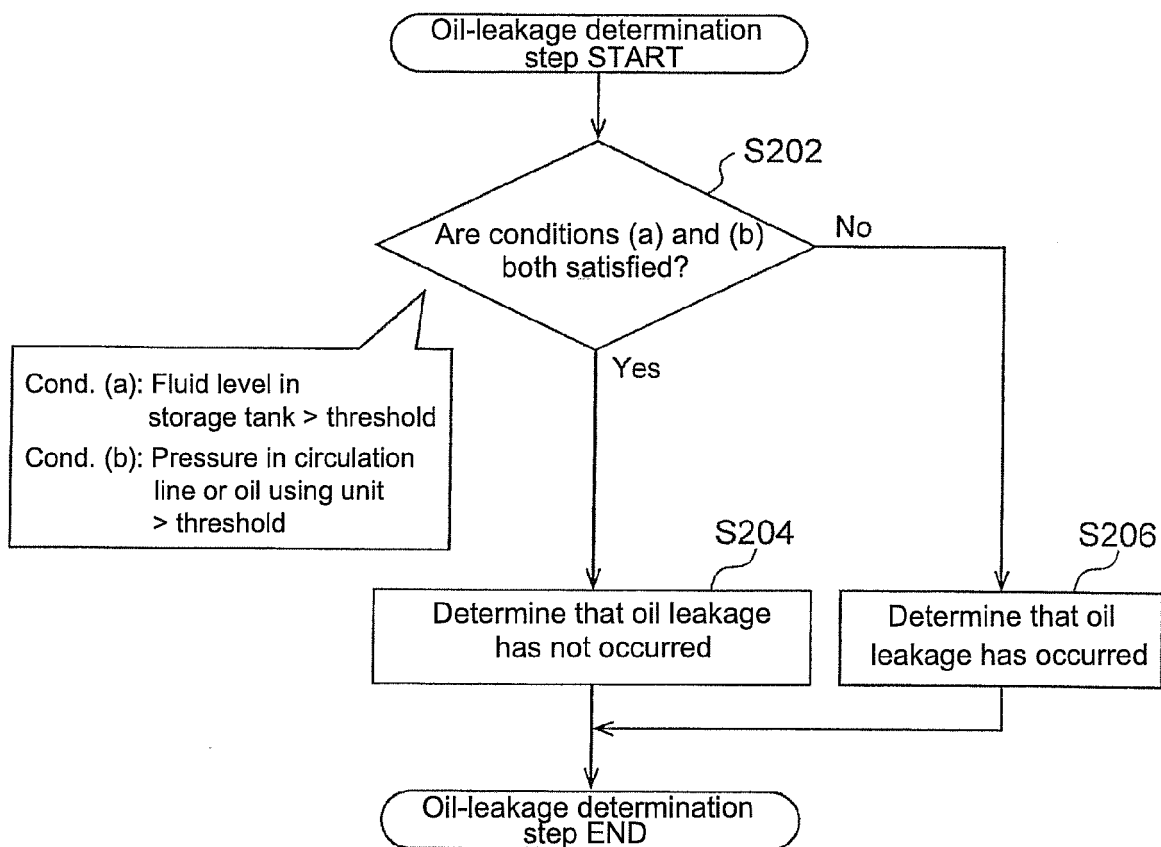 Oil-leakage determination
step START
S202
Are conditions (a) and (b)
both satisfied?
No
Yes
Cond. (a): Fluid level in
storage tank > threshold
Cond. (b): Pressure in circulation
line or oil using unit
> threshold
S204
Determine that oil leakage
has not occurred
S206
Determine that oil
leakage has occurred
Oil-leakage determination
step END